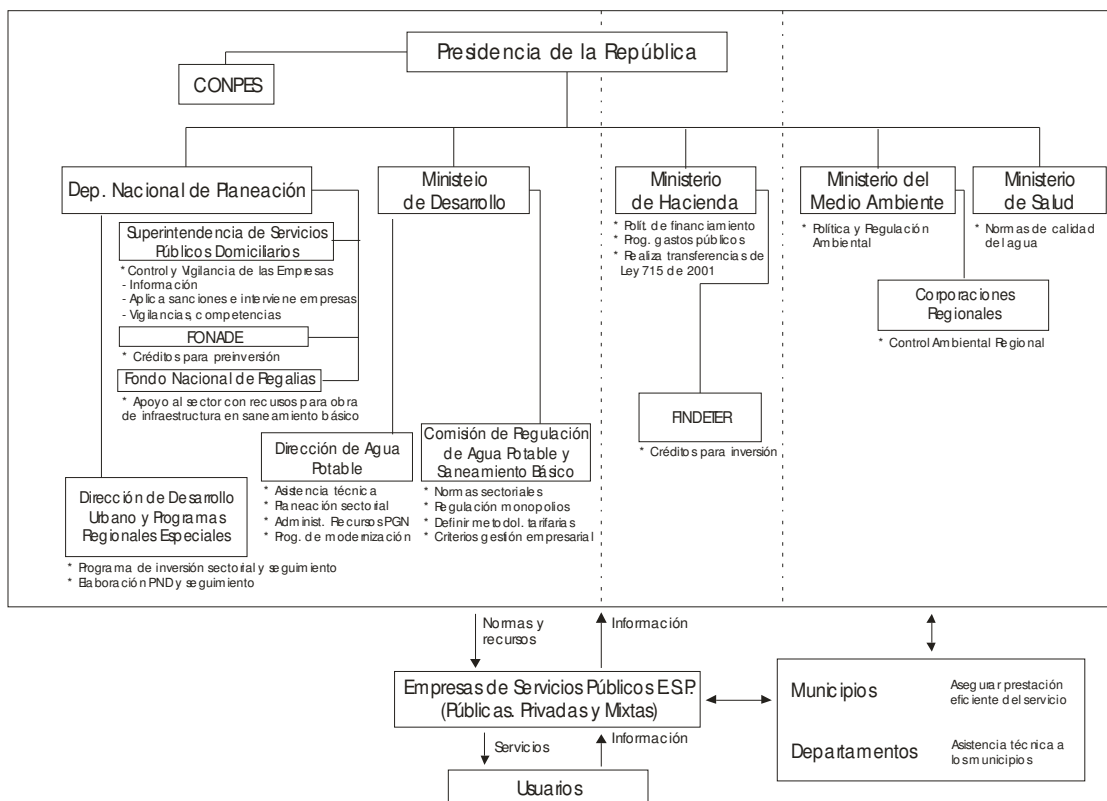 Presidencia de la República
CONPES
Dep. Nacional de Planeación
Superintendencia de Servicios
Públicos Domiciliarios
* Control y Vigilancia de las Empresas
- Información
- Aplica sanciones e interviene empresas
- Vigilancias, competencias
FONADE
* Créditos para preinversión
Fondo Nacional de Regalias
* Apoyo al sector con recursos para obra
de infraestructura en saneamiento básico
Dirección de Desarrollo
Urbano y Programas
Regionales Especiales
* Programa de inversión sectorial y seguimiento
* Elaboración PND y seguimiento
Ministeio
de Desarrollo
Dirección de Agua
Potable
* Asistencia técnica
* Planeación sectorial
* Administ. Recursos PGN
* Prog. de modernización
Comisión de Regulación
de Agua Potable y
Saneamiento Básico
* Normas sectoriales
* Regulación monopolios
* Definir metodol. tarifarias
* Criterios gestión empresarial
Ministerio
de Hacienda
* Polít. de financiamiento
* Prog. gastos públicos
* Realiza transferencias de
Ley 715 de 2001
FINDETER
* Créditos para inversión
Ministerio del
Medio Ambiente
* Política y Regulación
Ambiental
Corporaciones
Regionales
* Control Ambiental Regional
Ministerio
de Salud
* Normas de calidad
del agua
Normas y
recursos
Información
Empresas de Servicios Públicos E.S.P.
(Públicas. Privadas y Mixtas)
Servicios
Información
Usuarios
Municipios
Asegurar prestación
eficiente del servicio
Departamentos
Asistencia técnica a
los municipios